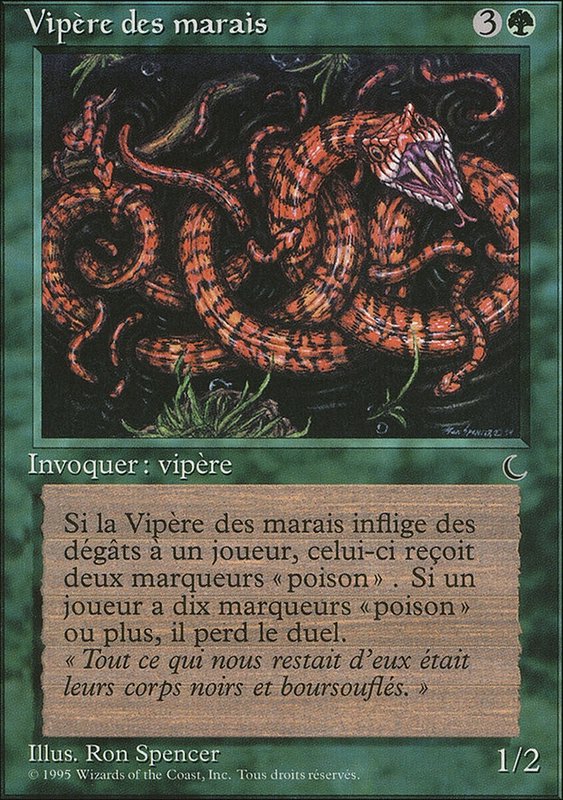 Vipère des marais 3
Invoquer : vipère
Si la Vipère des marais inflige des
dégâts à un joueur, celui-ci reçoit
deux marqueurs «poison» . Si un
joueur a dix marqueurs «poison»
ou plus, il perd le duel.
« Tout ce qui nous restait d'eux était
leurs corps noirs et boursouflés. »
Illus. Ron Spencer
1/2
© 1995 Wizards of the Coast, Inc. Tous droits réservés.